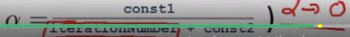 α = const1 / (iterationNumber + const2) α → 0